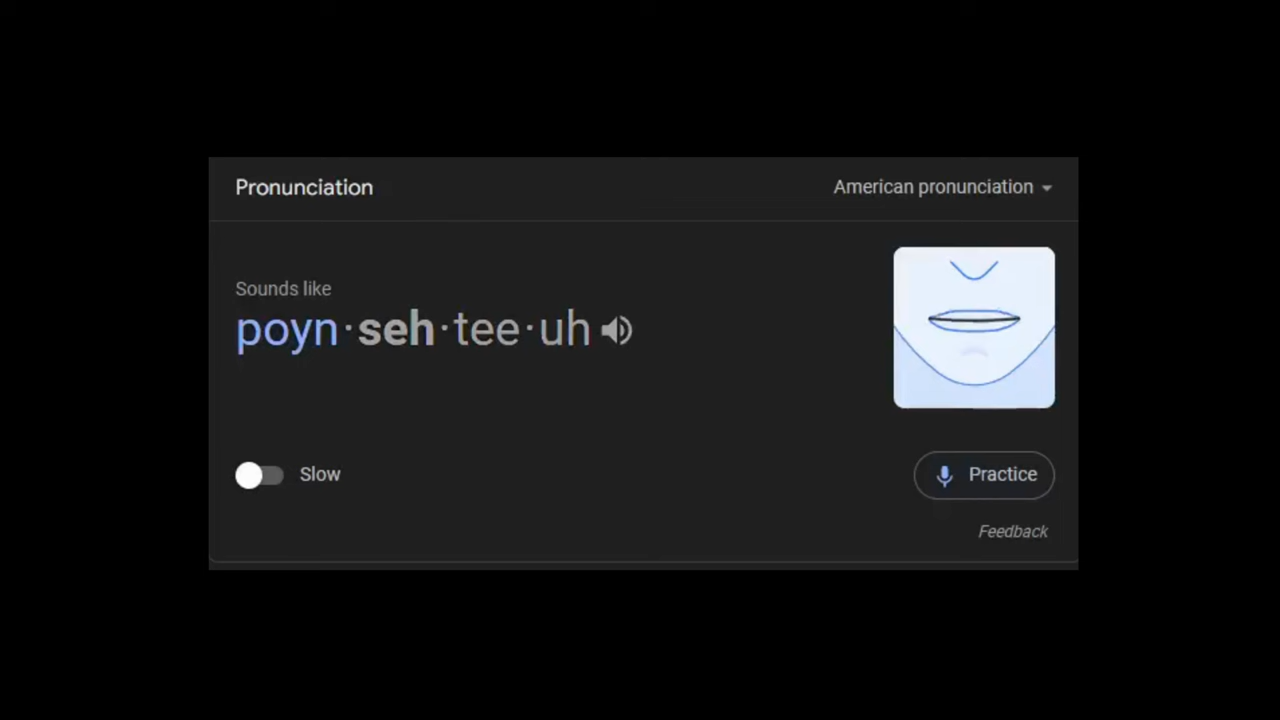 Pronunciation
American pronunciation
Sounds like
poyn·seh·tee·uh
Slow
Practice
Feedback